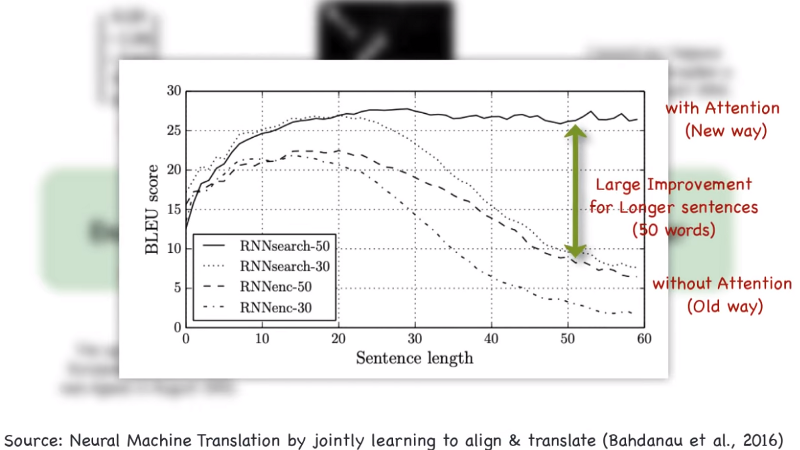 30
25
20
15
10
5
0
BLEU score
RNNsearch-50
RNNsearch-30
RNNenc-50
RNNenc-30
0 10 20 30 40 50 60
Sentence length
with Attention
(New way)
Large Improvement
for Longer sentences
(50 words)
without Attention
(Old way)
Source: Neural Machine Translation by jointly learning to align & translate (Bahdanau et al., 2016)